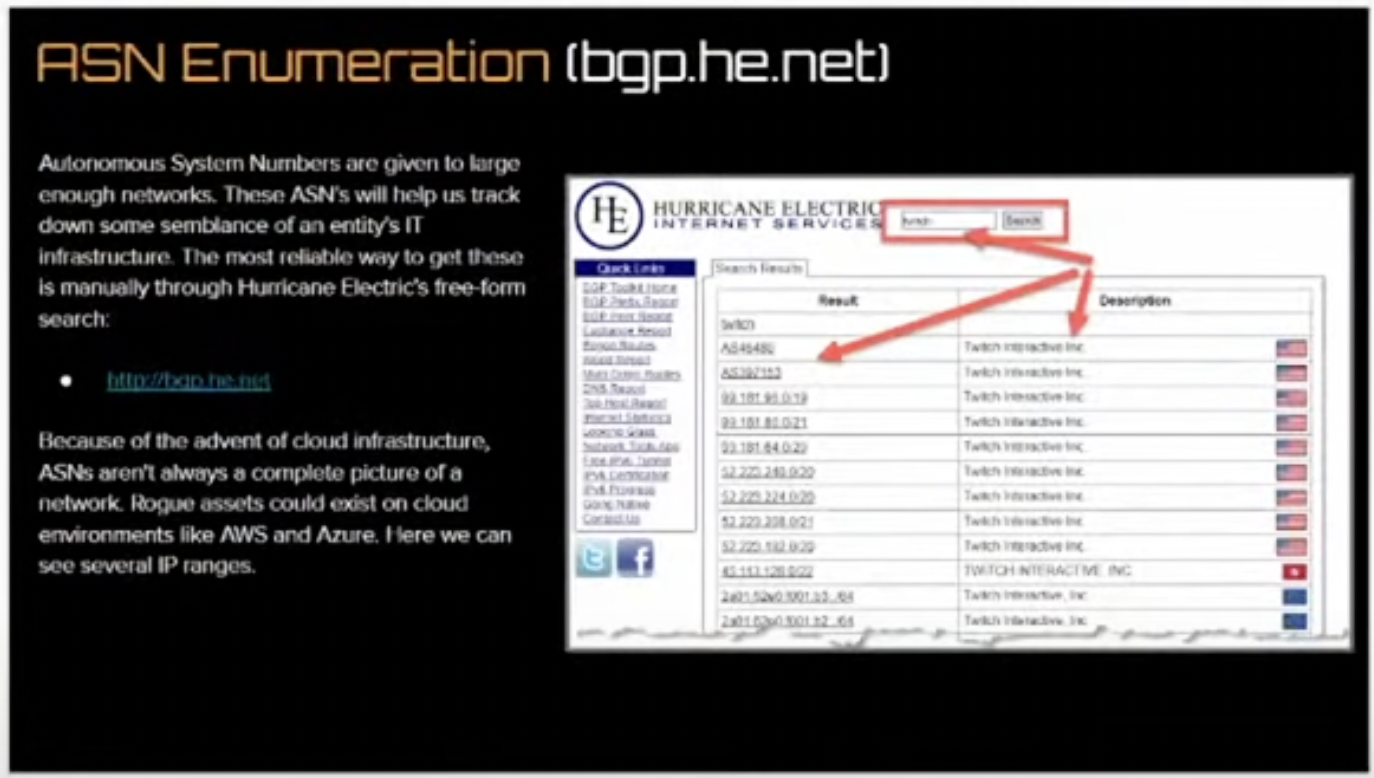 ASN Enumeration (bgp.he.net)
Autonomous System Numbers are given to large
enough networks. These ASN's will help us track
down some semblance of an entity's IT
infrastructure. The most reliable way to get these
is manually through Hurricane Electric's free-form
search:
• http://bgp.he.net
Because of the advent of cloud infrastructure,
ASNs aren't always a complete picture of a
network. Rogue assets could exist on cloud
environments like AWS and Azure. Here we can
see several IP ranges.
HE HURRICANE ELECTRIC
INTERNET SERVICES
twitch Search
Quick Links
BGP Toolkit Home
BGP Prefix Report
BGP Peer Report
Exchange Report
Bogon Routes
World Report
Multi Origin Routes
DNS Report
Top Host Report
Internet Statistics
Looking Glass
Network Tools App
Free IPv6 Tunnel
IPv6 Certification
IPv6 Progress
Going Native
Contact Us
Search Results
Result Description
twitch
AS46489 Twitch Interactive Inc.
AS397153 Twitch Interactive Inc.
99.181.96.0/19 Twitch Interactive Inc.
99.181.80.0/21 Twitch Interactive Inc.
99.181.64.0/20 Twitch Interactive Inc.
52.223.240.0/20 Twitch Interactive Inc.
52.223.224.0/20 Twitch Interactive Inc.
52.223.208.0/21 Twitch Interactive Inc.
52.223.192.0/20 Twitch Interactive Inc.
45.113.128.0/22 TWITCH INTERACTIVE, INC
Twitch Interactive, Inc
Twitch Interactive, Inc